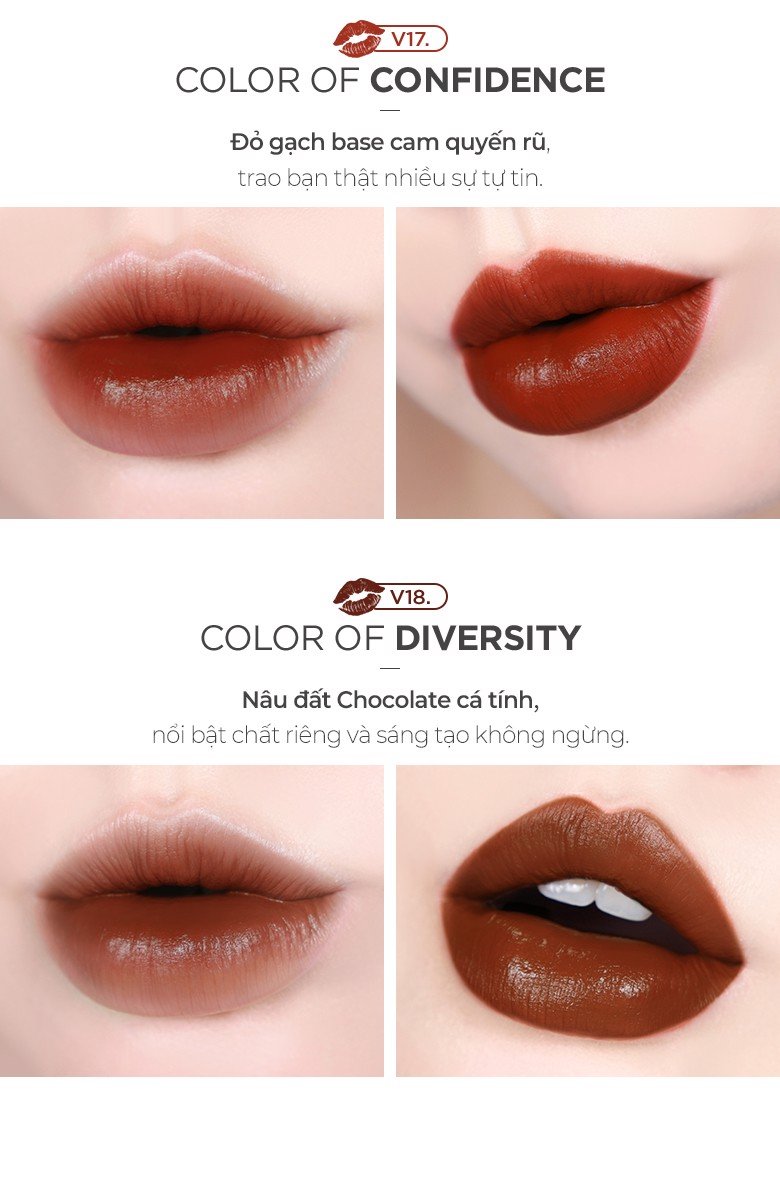 V17.
COLOR OF CONFIDENCE
Đỏ gạch base cam quyến rũ,
trao bạn thật nhiều sự tự tin.
V18.
COLOR OF DIVERSITY
Nâu đất Chocolate cá tính,
nổi bật chất riêng và sáng tạo không ngừng.